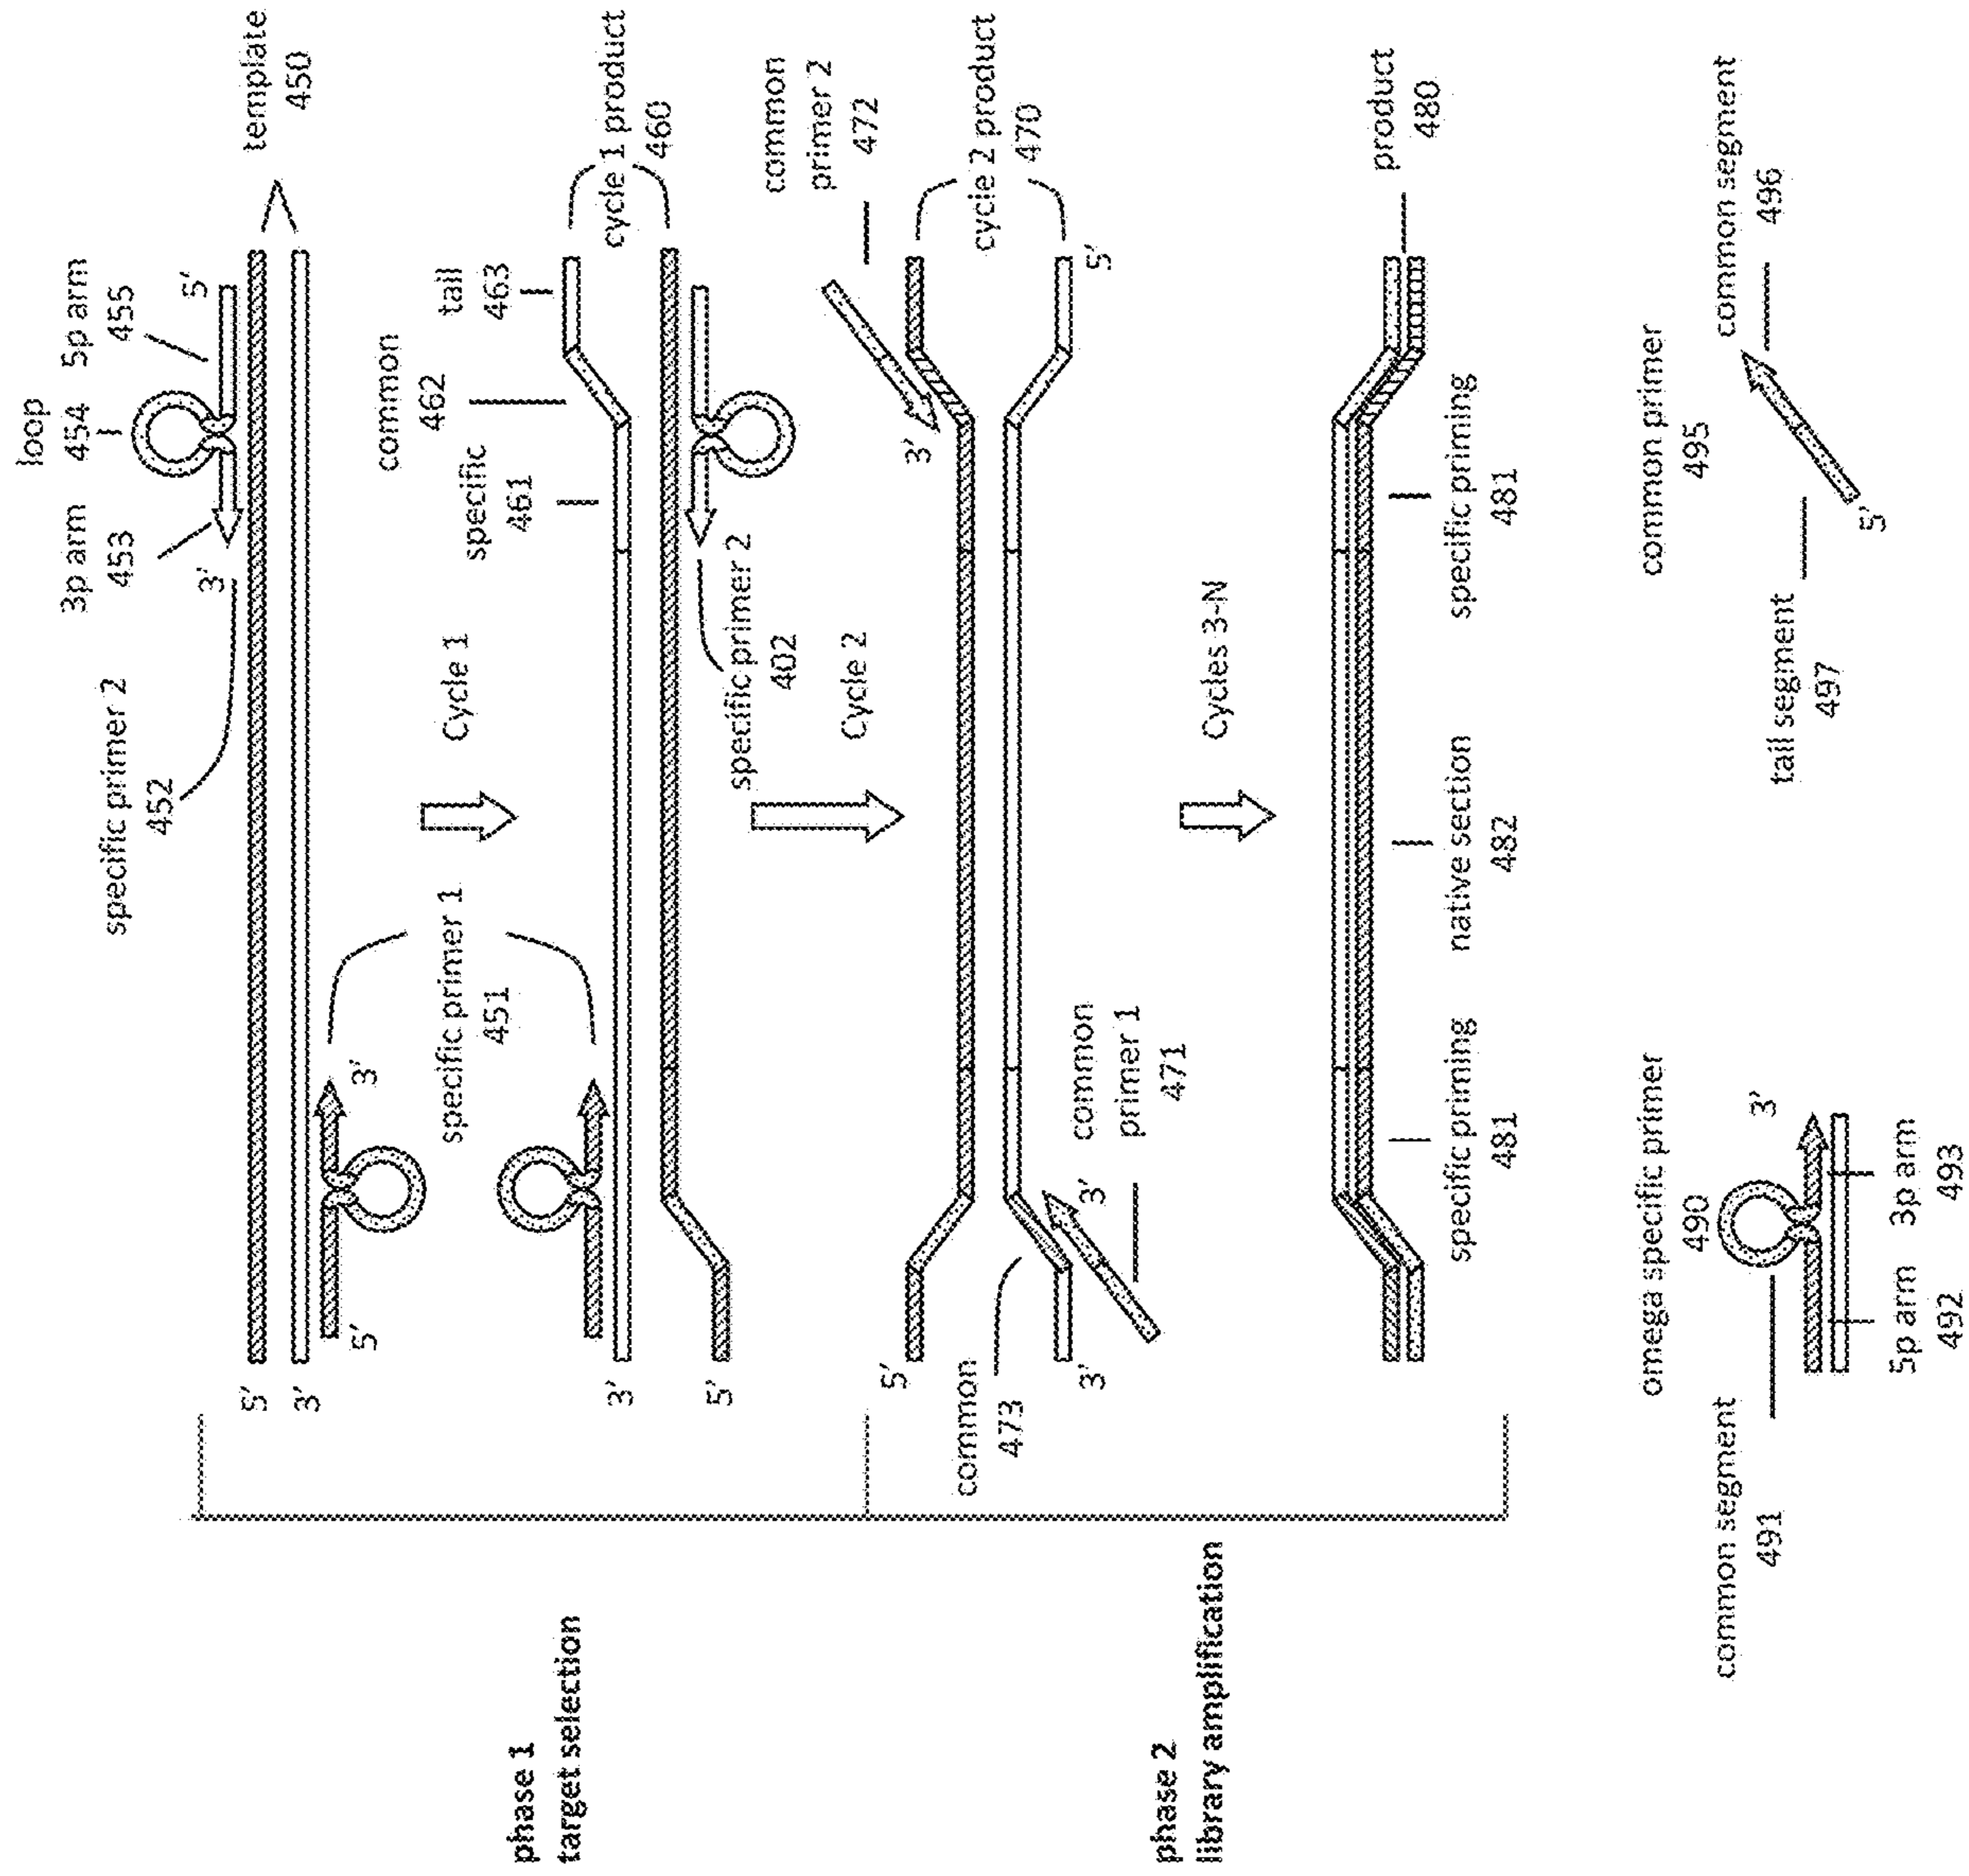 loop
454
3p arm
453
5p arm
455
5'
3'
specific primer 2
452
template
450
5'
3'
5'
3'
specific primer 1
451
Cycle 1
specific
461
common
462
tail
463
cycle 1 product
460
3'
5'
phase 1
target selection
specific primer 2
402
Cycle 2
common
primer 2
472
3'
5'
cycle 2 product
470
5'
common
473
3'
3'
common
primer 1
471
phase 2
library amplification
Cycles 3-N
product
480
specific priming
481
native section
482
specific priming
481
omega specific primer
490
common segment
491
3'
5p arm
492
3p arm
493
common primer
495
common segment
496
tail segment
497
5'